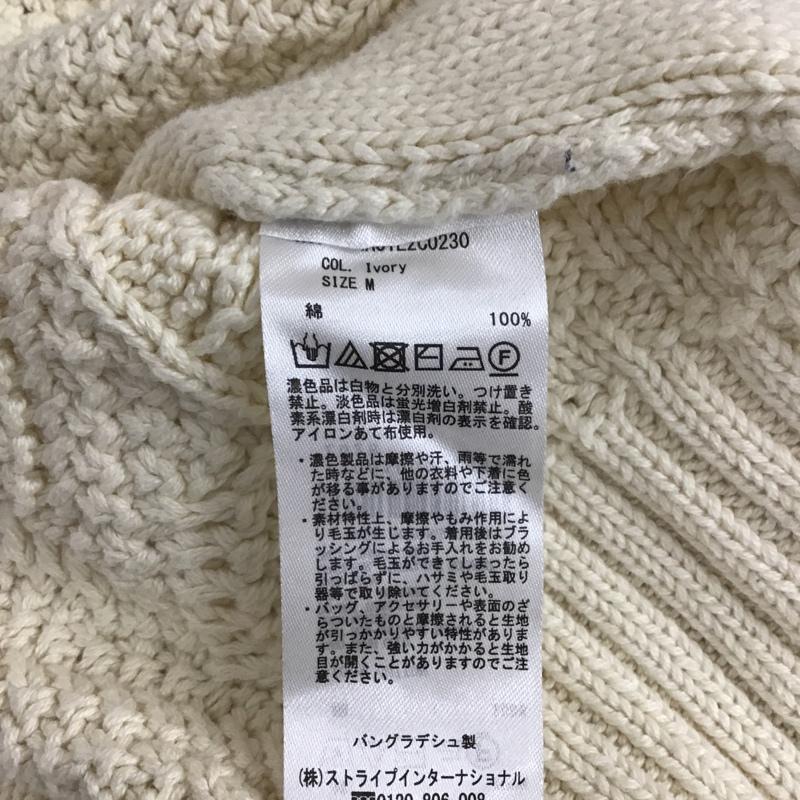 COL. Ivory
SIZE M
綿 100%
濃色品は白物と分別洗い。つけ置き
禁止。淡色品は蛍光増白剤禁止。酸
素系漂白剤時は漂白剤の表示を確認。
アイロンあて布使用。
・濃色製品は摩擦や汗、雨等で濡れ
た時などに、他の衣料や下着に色
が移る事がありますのでご注意く
ださい。
・素材特性上、摩擦やもみ作用によ
り毛玉が生じます。着用後はブラ
ッシングによるお手入れをお勧め
します。毛玉ができてしまったら
引っぱらずに、ハサミや毛玉取り
器等で取り除いてください。
・バッグ、アクセサリーや表面のざ
らついたものと摩擦されると生地
が引っかかりやすい特性がありま
す。また、強い力がかかると生地
目が開くことがありますのでご注
意ください。
バングラデシュ製
(株)ストライプインターナショナル
0120-806-008